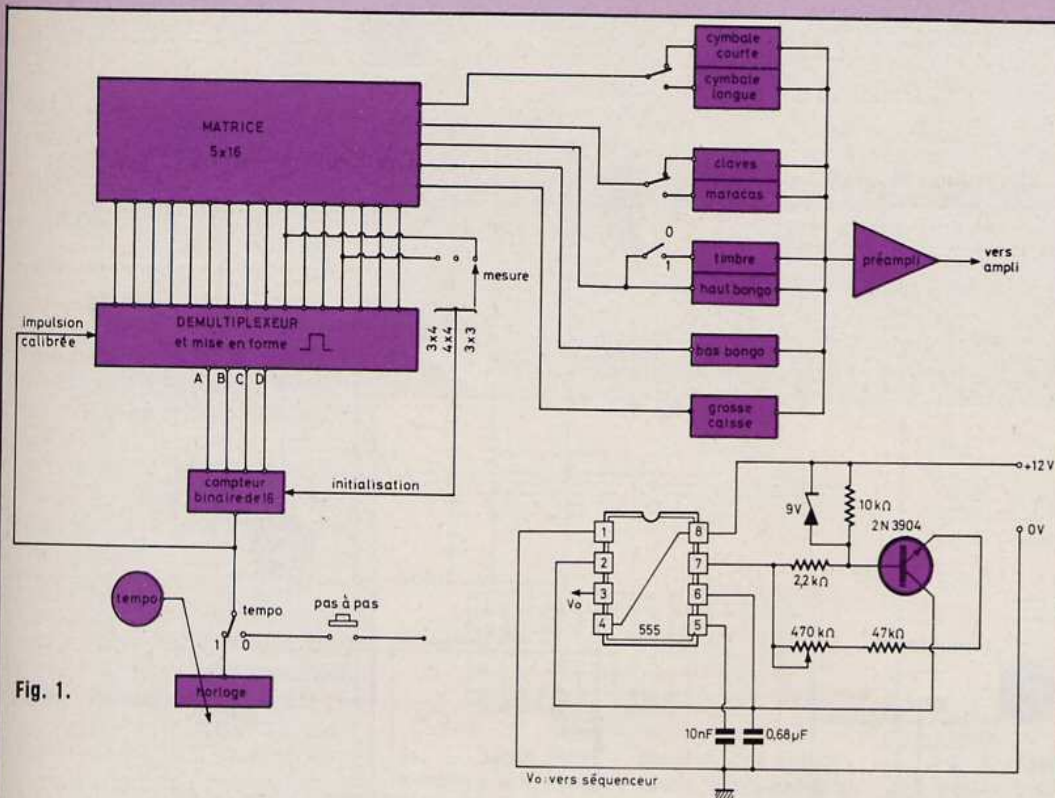 MATRICE
5x16
cymbale
courte
cymbale
longue
claves
maracas
0
1
timbre
haut bongo
préampli
vers
ampli
mesure
impulsion
calibrée
DEMULTIPLEXEUR
et mise en forme
3x4
4x4
3x3
A B C D
bas bongo
grosse
caisse
compteur
binaire de 16
initialisation
tempo
tempo
pas à pas
1 0
horloge
Fig. 1.
+12V
0V
9V
10kΩ
2N3904
1
2
3
4
8
7
6
5
555
Vo
2,2kΩ
470kΩ
47kΩ
10nF
0,68µF
Vo: vers séquenceur